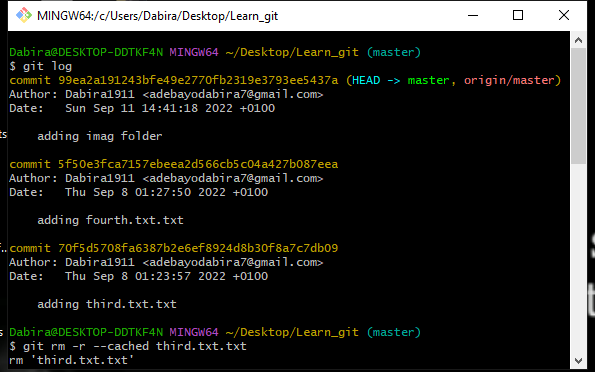 MINGW64:/c/Users/Dabira/Desktop/Learn_git
Dabira@DESKTOP-DDTKF4N MINGW64 ~/Desktop/Learn_git (master)
$ git log
commit 99ea2a191243bfe49e2770fb2319e3793ee5437a (HEAD -> master, origin/master)
Author: Dabira1911 <adebayodabira7@gmail.com>
Date:   Sun Sep 11 14:41:18 2022 +0100
    adding imag folder
commit 5f50e3fca7157ebeea2d566cb5c04a427b087eea
Author: Dabira1911 <adebayodabira7@gmail.com>
Date:   Thu Sep 8 01:27:50 2022 +0100
    adding fourth.txt.txt
commit 70f5d5708fa6387b2e6ef8924d8b30f8a7c7db09
Author: Dabira1911 <adebayodabira7@gmail.com>
Date:   Thu Sep 8 01:23:57 2022 +0100
    adding third.txt.txt
Dabira@DESKTOP-DDTKF4N MINGW64 ~/Desktop/Learn_git (master)
$ git rm -r --cached third.txt.txt
rm 'third.txt.txt'